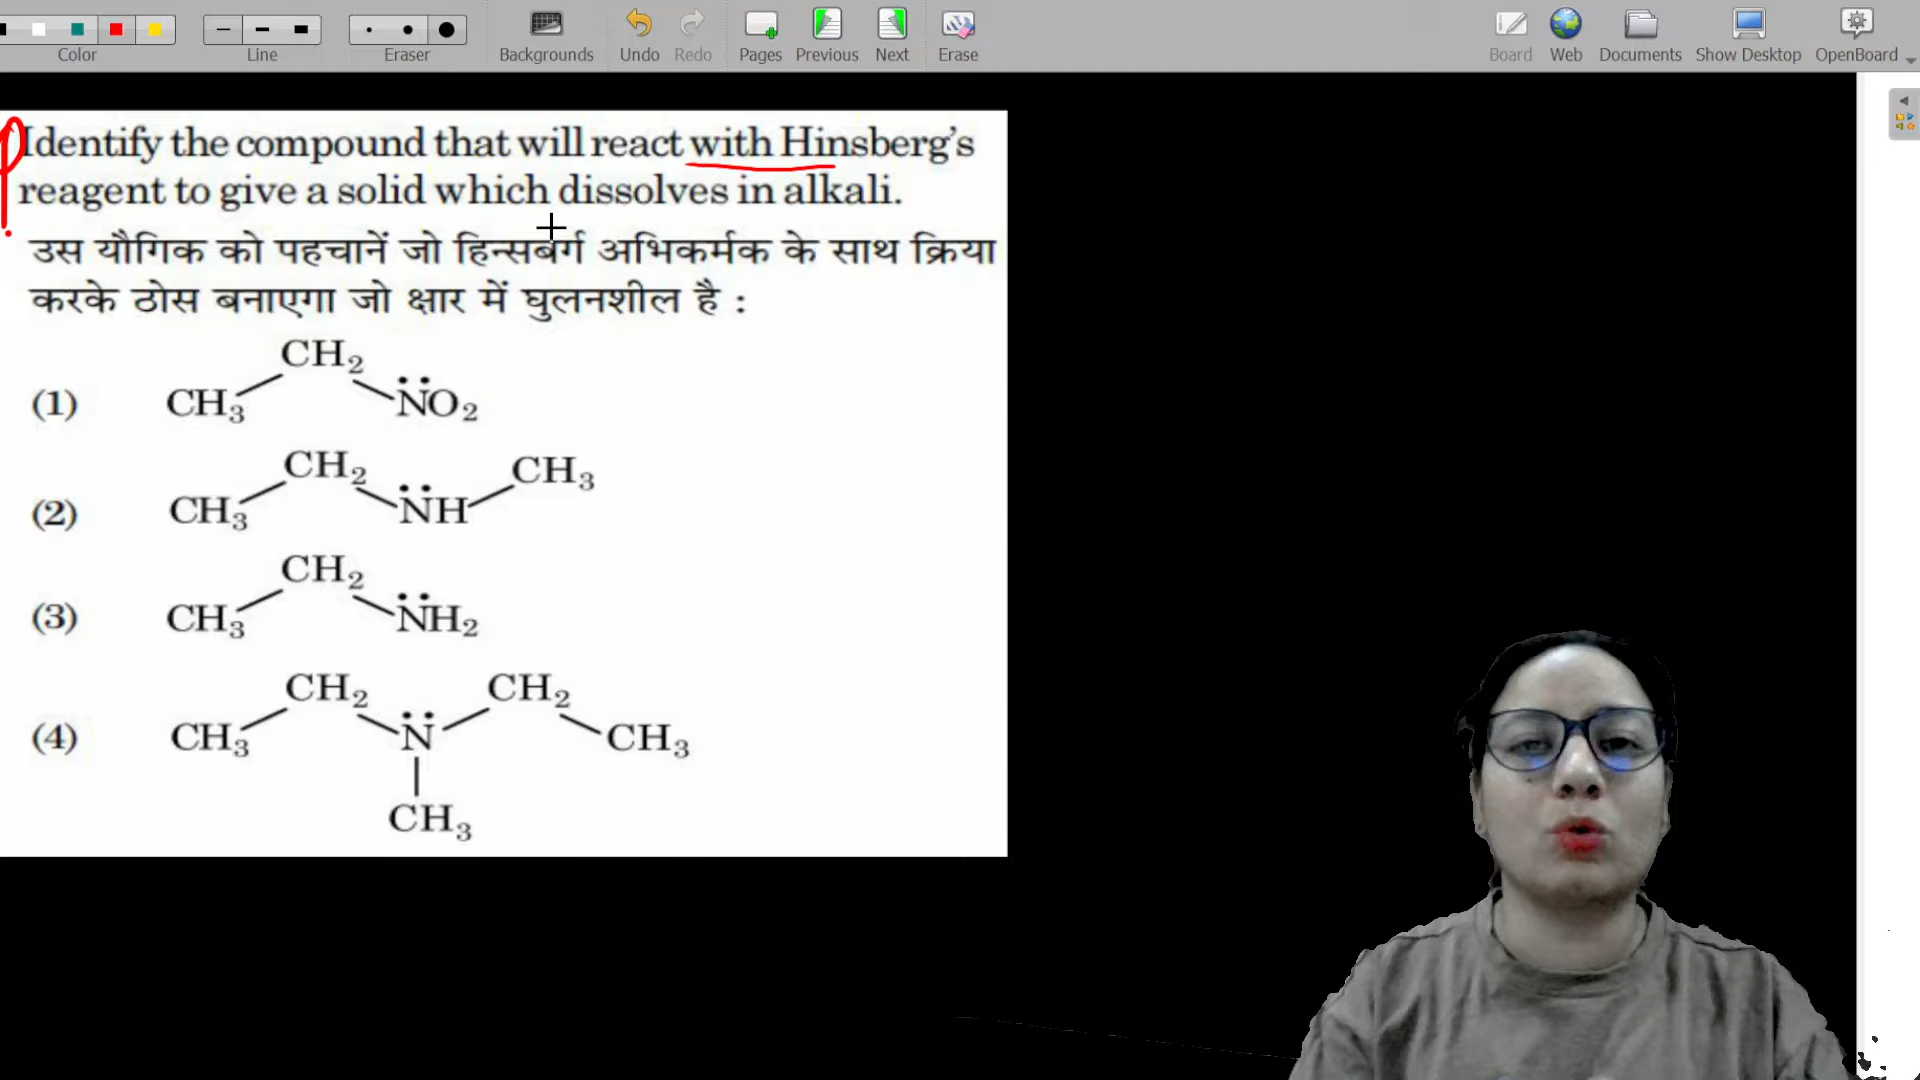 Color
Line
Eraser
Backgrounds
Undo
Redo
Pages
Previous
Next
Erase
Board
Web
Documents
Show Desktop
OpenBoard
Identify the compound that will react with Hinsberg's
reagent to give a solid which dissolves in alkali.
उस यौगिक को पहचानें जो हिन्सबर्ग अभिकर्मक के साथ क्रिया
करके ठोस बनाएगा जो क्षार में घुलनशील है :
CH₂
(1) CH₃ N̈O₂
CH₂ CH₃
(2) CH₃ N̈H
CH₂
(3) CH₃ N̈H₂
CH₂ CH₂
(4) CH₃ N̈ CH₃
CH₃